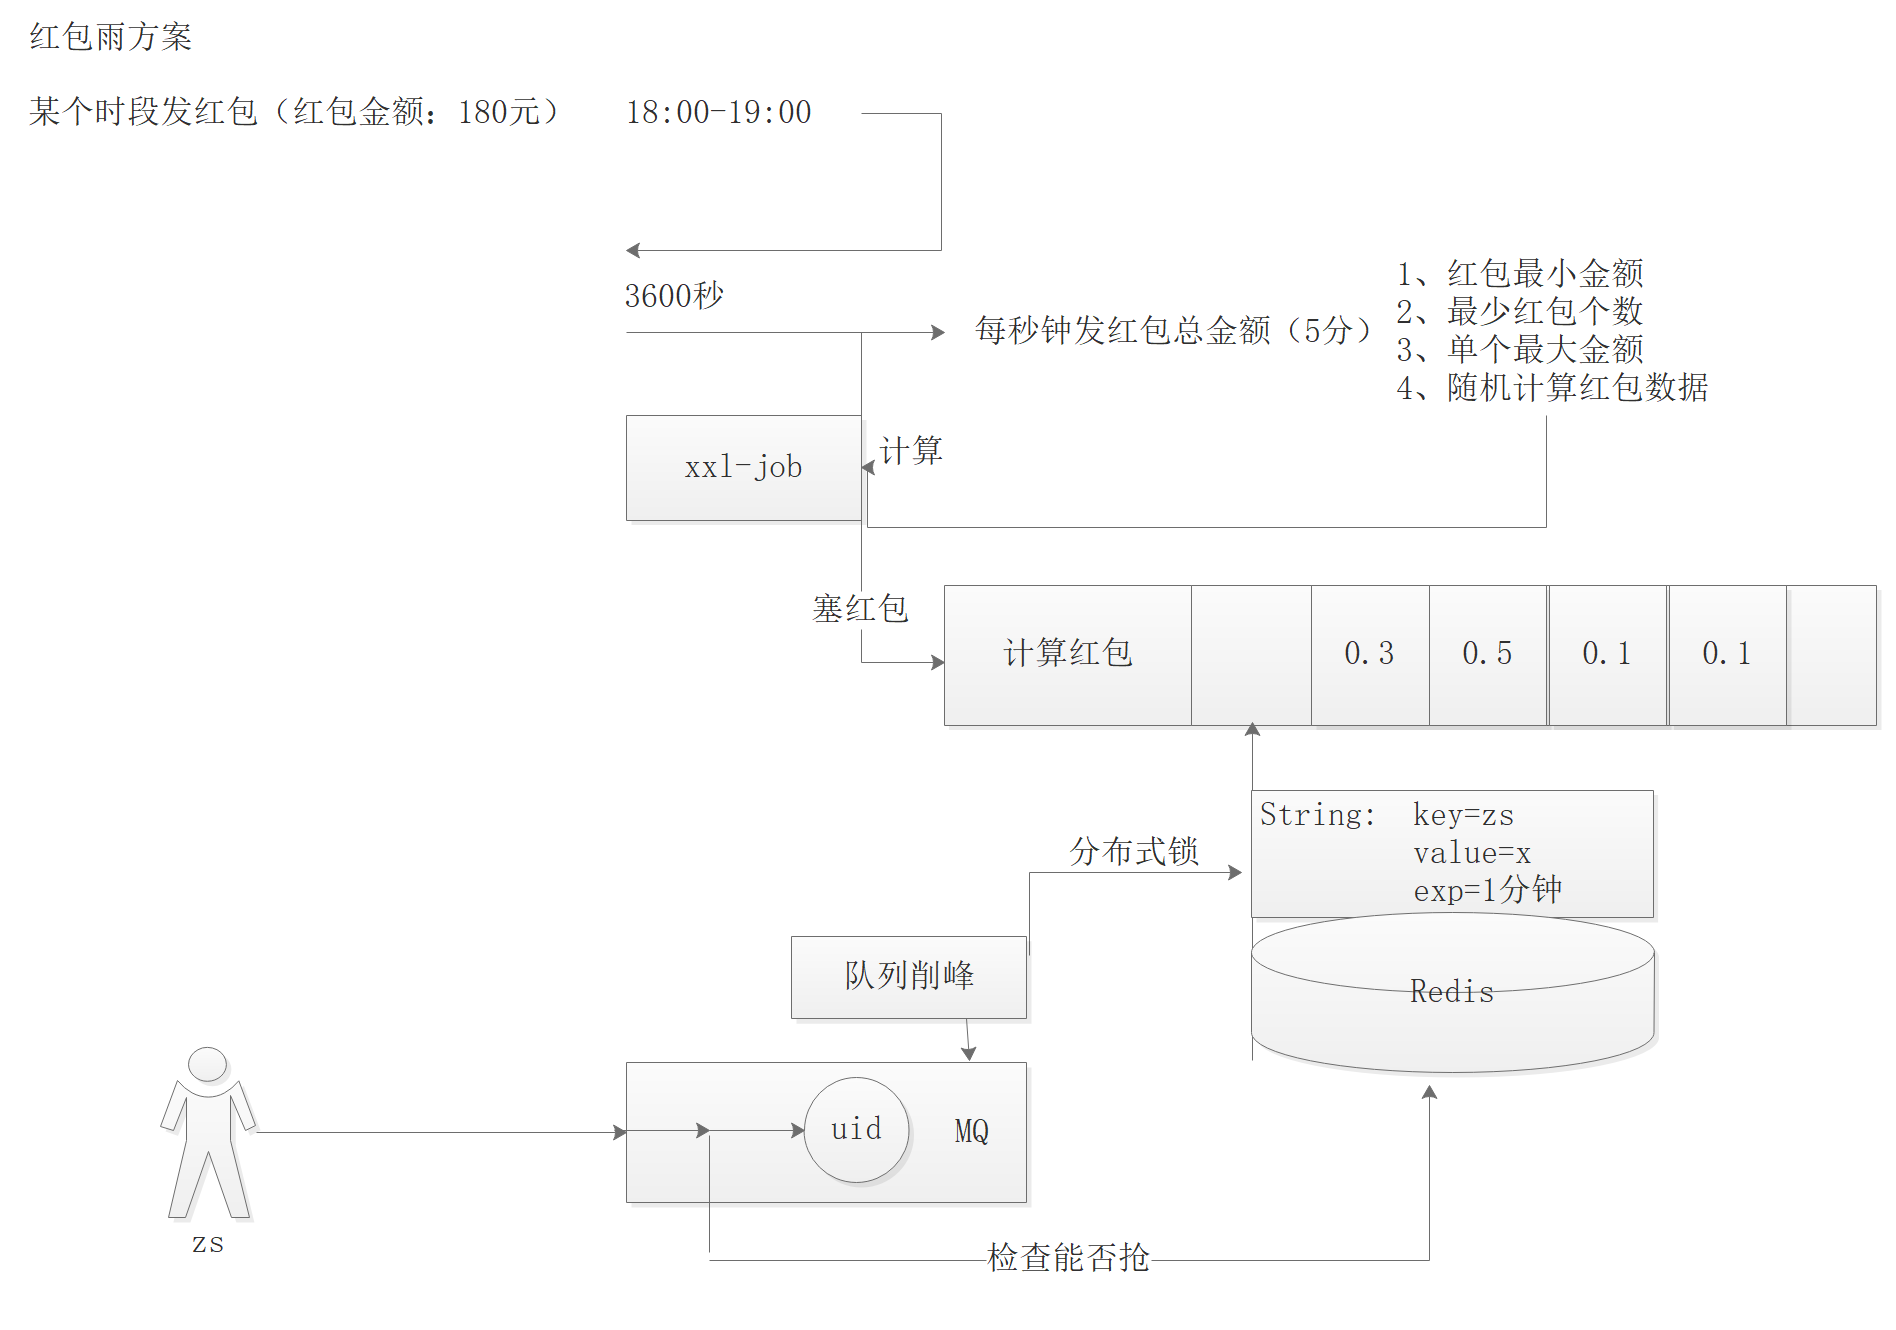 红包雨方案
某个时段发红包（红包金额：180元） 18:00-19:00
3600秒
每秒钟发红包总金额（5分）
1、红包最小金额
2、最少红包个数
3、单个最大金额
4、随机计算红包数据
xxl-job
计算
塞红包
计算红包
0.3
0.5
0.1
0.1
String: key=zs
value=x
exp=1分钟
分布式锁
队列削峰
Redis
uid
MQ
zs
检查能否抢